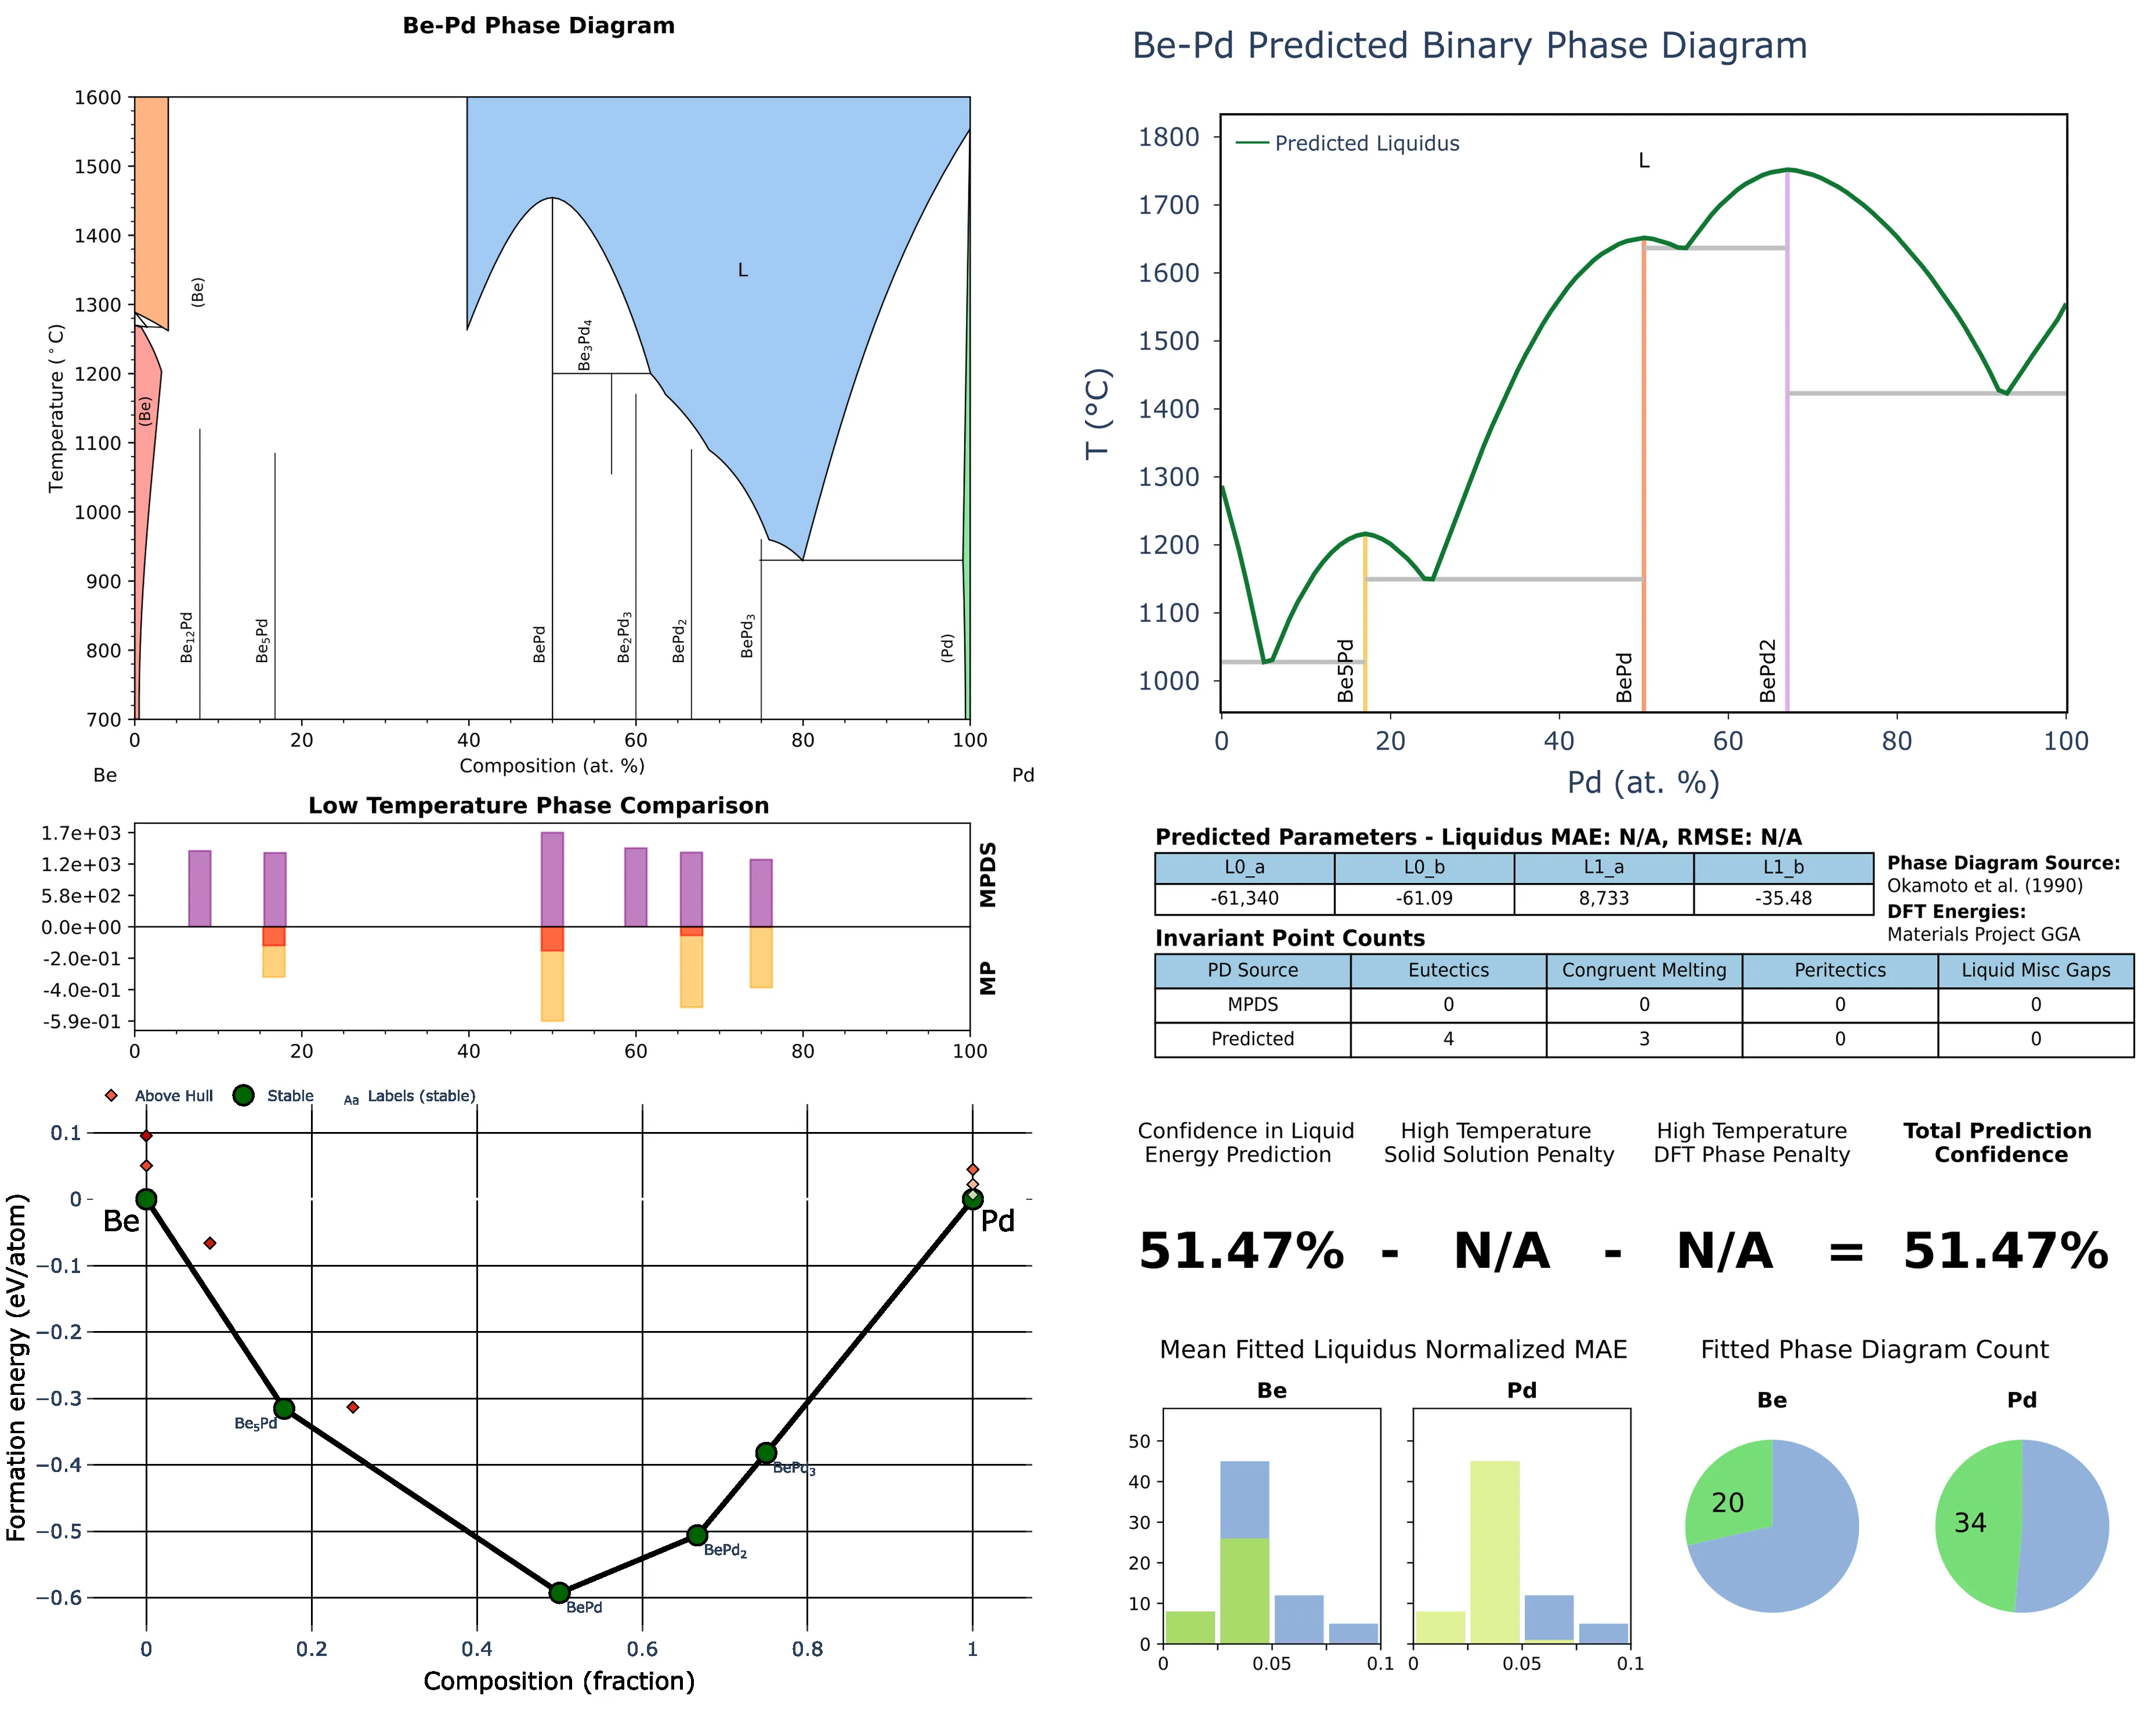 Be-Pd Phase Diagram
1600
1500
1400
1300
1200
1100
1000
900
800
700
Temperature (°C)
(Be)
(Be)
Be₁₂Pd
Be₅Pd
BePd
Be₃Pd₄
Be₂Pd₃
BePd₂
BePd₃
(Pd)
L
0 20 40 60 80 100
Composition (at. %)
Be Pd
Be-Pd Predicted Binary Phase Diagram
Predicted Liquidus
L
1800
1700
1600
1500
1400
1300
1200
1100
1000
T (°C)
Be5Pd
BePd
BePd2
0 20 40 60 80 100
Pd (at. %)
Low Temperature Phase Comparison
1.7e+03
1.2e+03
5.8e+02
0.0e+00
-2.0e-01
-4.0e-01
-5.9e-01
MPDS
MP
0 20 40 60 80 100
Predicted Parameters - Liquidus MAE: N/A, RMSE: N/A
L0_a L0_b L1_a L1_b
-61,340 -61.09 8,733 -35.48
Phase Diagram Source:
Okamoto et al. (1990)
DFT Energies:
Materials Project GGA
Invariant Point Counts
PD Source Eutectics Congruent Melting Peritectics Liquid Misc Gaps
MPDS 0 0 0 0
Predicted 4 3 0 0
Above Hull Stable Aa Labels (stable)
0.1
0
−0.1
−0.2
−0.3
−0.4
−0.5
−0.6
Formation energy (eV/atom)
Be
Pd
Be₅Pd
BePd₃
BePd₂
BePd
0 0.2 0.4 0.6 0.8 1
Composition (fraction)
Confidence in Liquid
Energy Prediction
High Temperature
Solid Solution Penalty
High Temperature
DFT Phase Penalty
Total Prediction
Confidence
51.47% - N/A - N/A = 51.47%
Mean Fitted Liquidus Normalized MAE
Be Pd
50
40
30
20
10
0
0 0.05 0.1 0 0.05 0.1
Fitted Phase Diagram Count
Be Pd
20 34